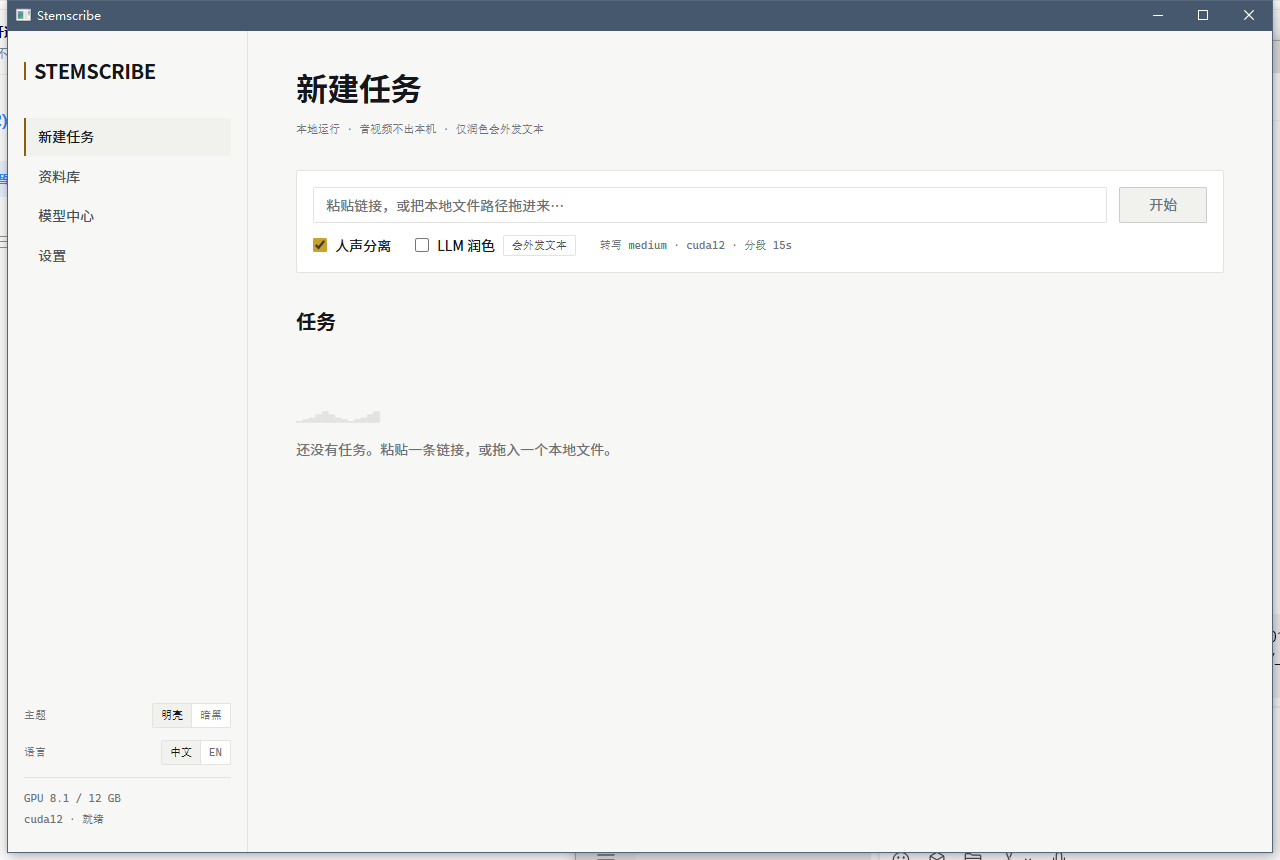 Stemscribe
STEMSCRIBE
新建任务
资料库
模型中心
设置
主题 明亮 暗黑
语言 中文 EN
GPU 8.1 / 12 GB
cuda12 · 就绪
新建任务
本地运行 · 音视频不出本机 · 仅润色会外发文本
粘贴链接，或把本地文件路径拖进来…
开始
人声分离 LLM 润色 会外发文本 转写 medium · cuda12 · 分段 15s
任务
还没有任务。粘贴一条链接，或拖入一个本地文件。